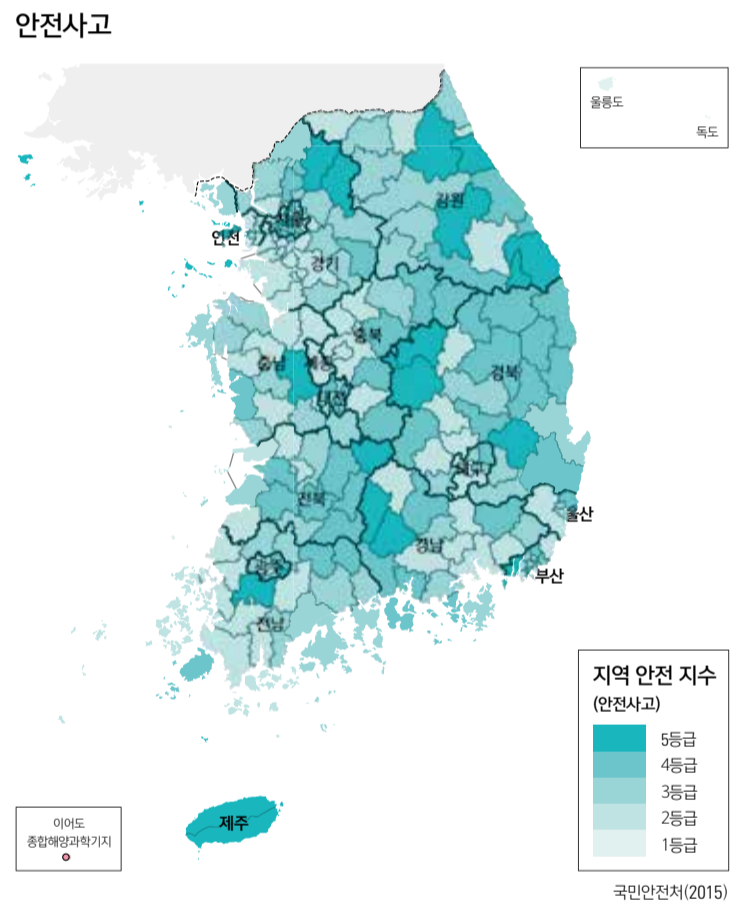 안전사고
울릉도
독도
강원
서울
인천
경기
충북
충남
세종
대전
경북
대구
전북
울산
경남
부산
광주
전남
제주
지역 안전 지수
(안전사고)
5등급
4등급
3등급
2등급
1등급
이어도
종합해양과학기지
국민안전처(2015)